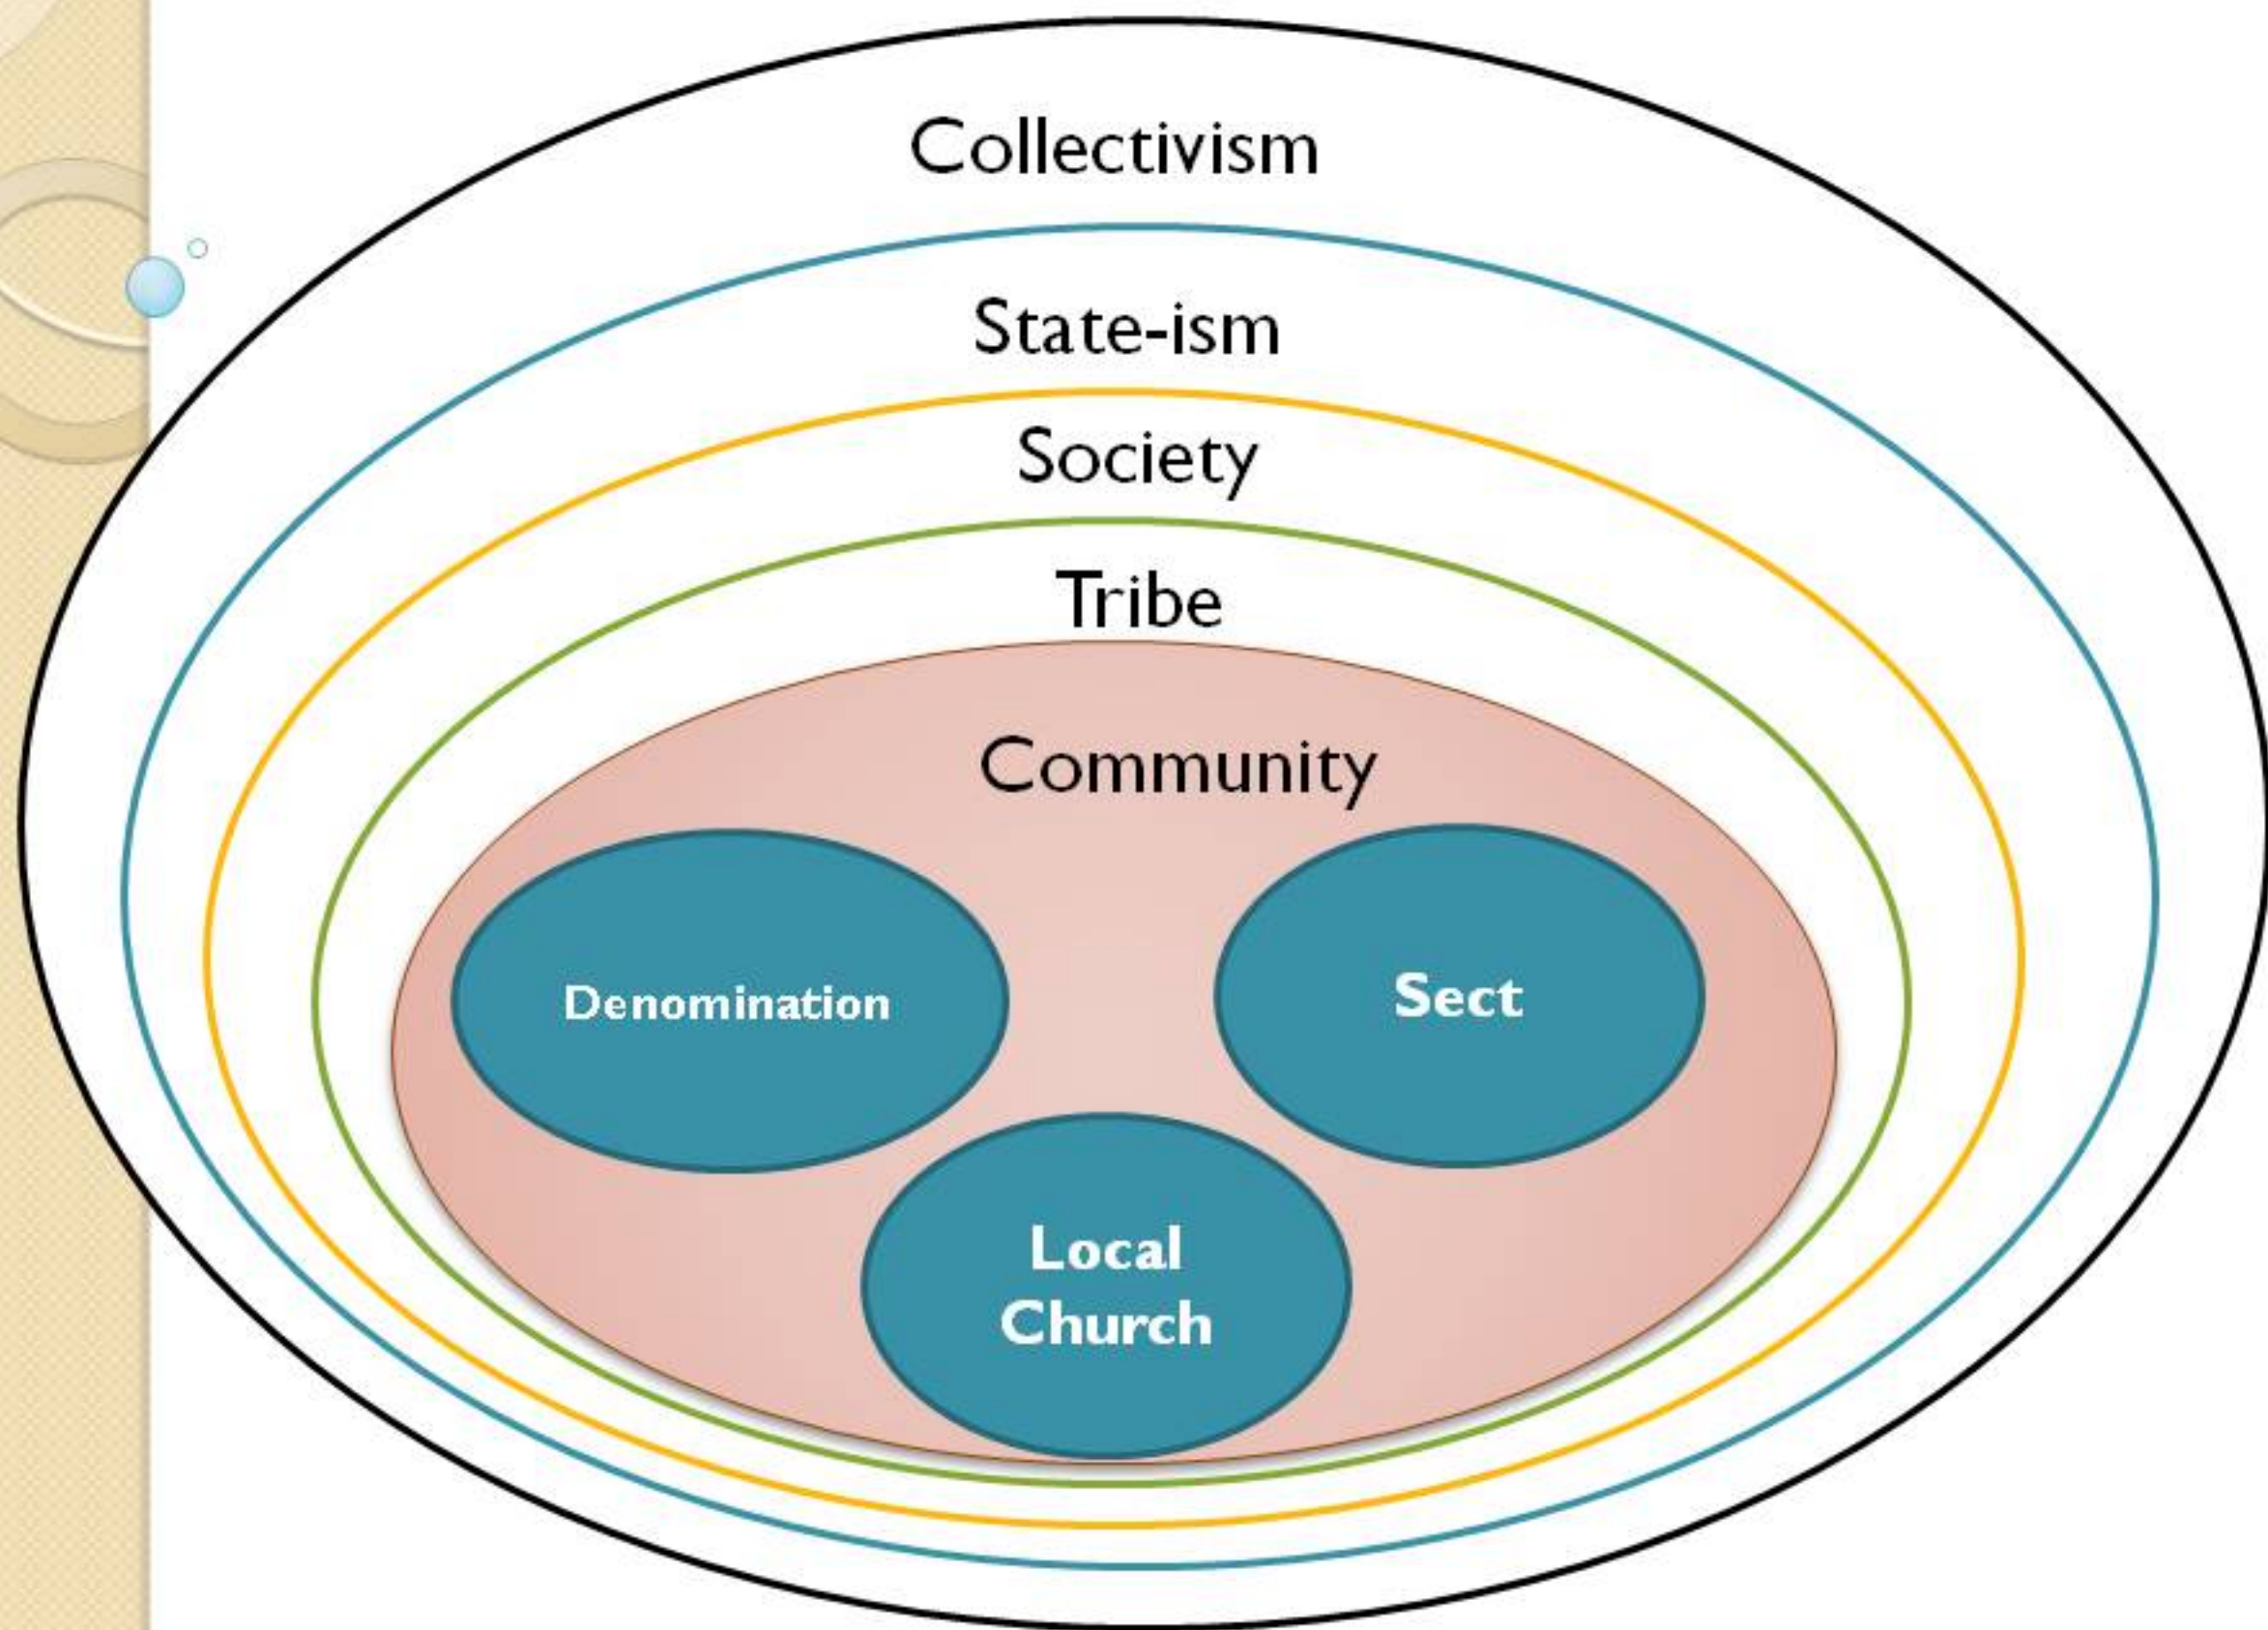 Collectivism
State-ism
Society
Tribe
Community
Denomination
Sect
Local
Church